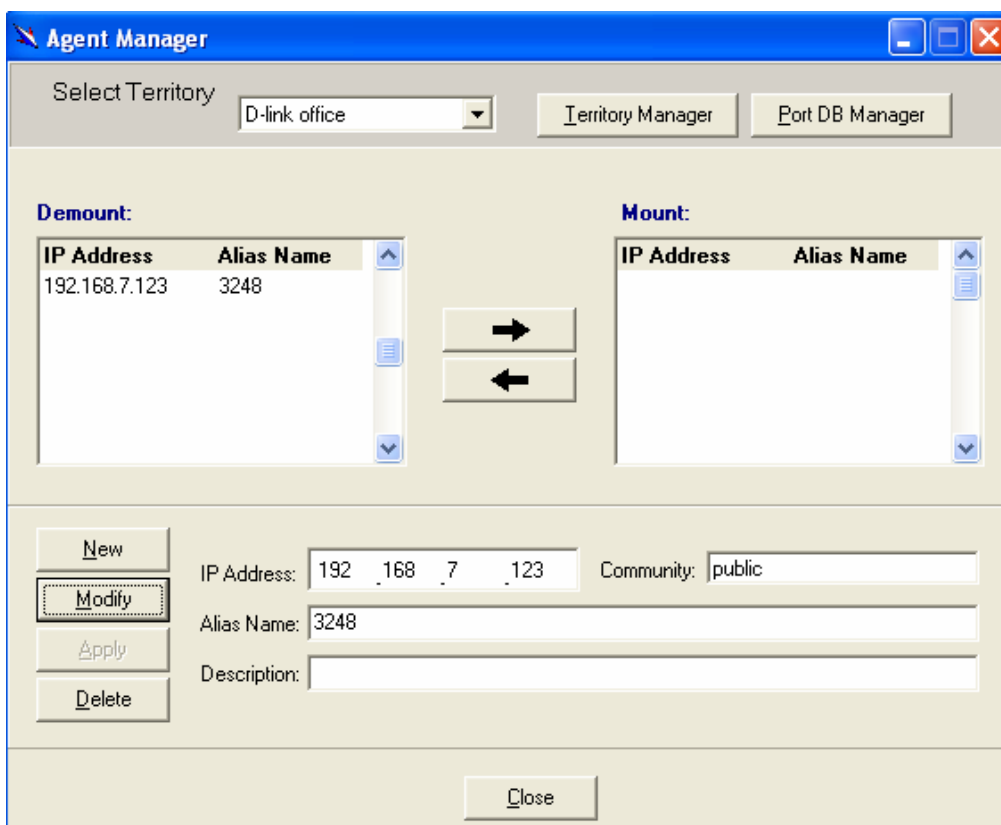 Agent Manager
Select Territory
D-link office
Territory Manager
Port DB Manager
Demount:
Mount:
IP Address Alias Name
IP Address Alias Name
192.168.7.123 3248
New
IP Address: 192 .168 .7 .123
Community: public
Modify
Alias Name: 3248
Apply
Description:
Delete
Close